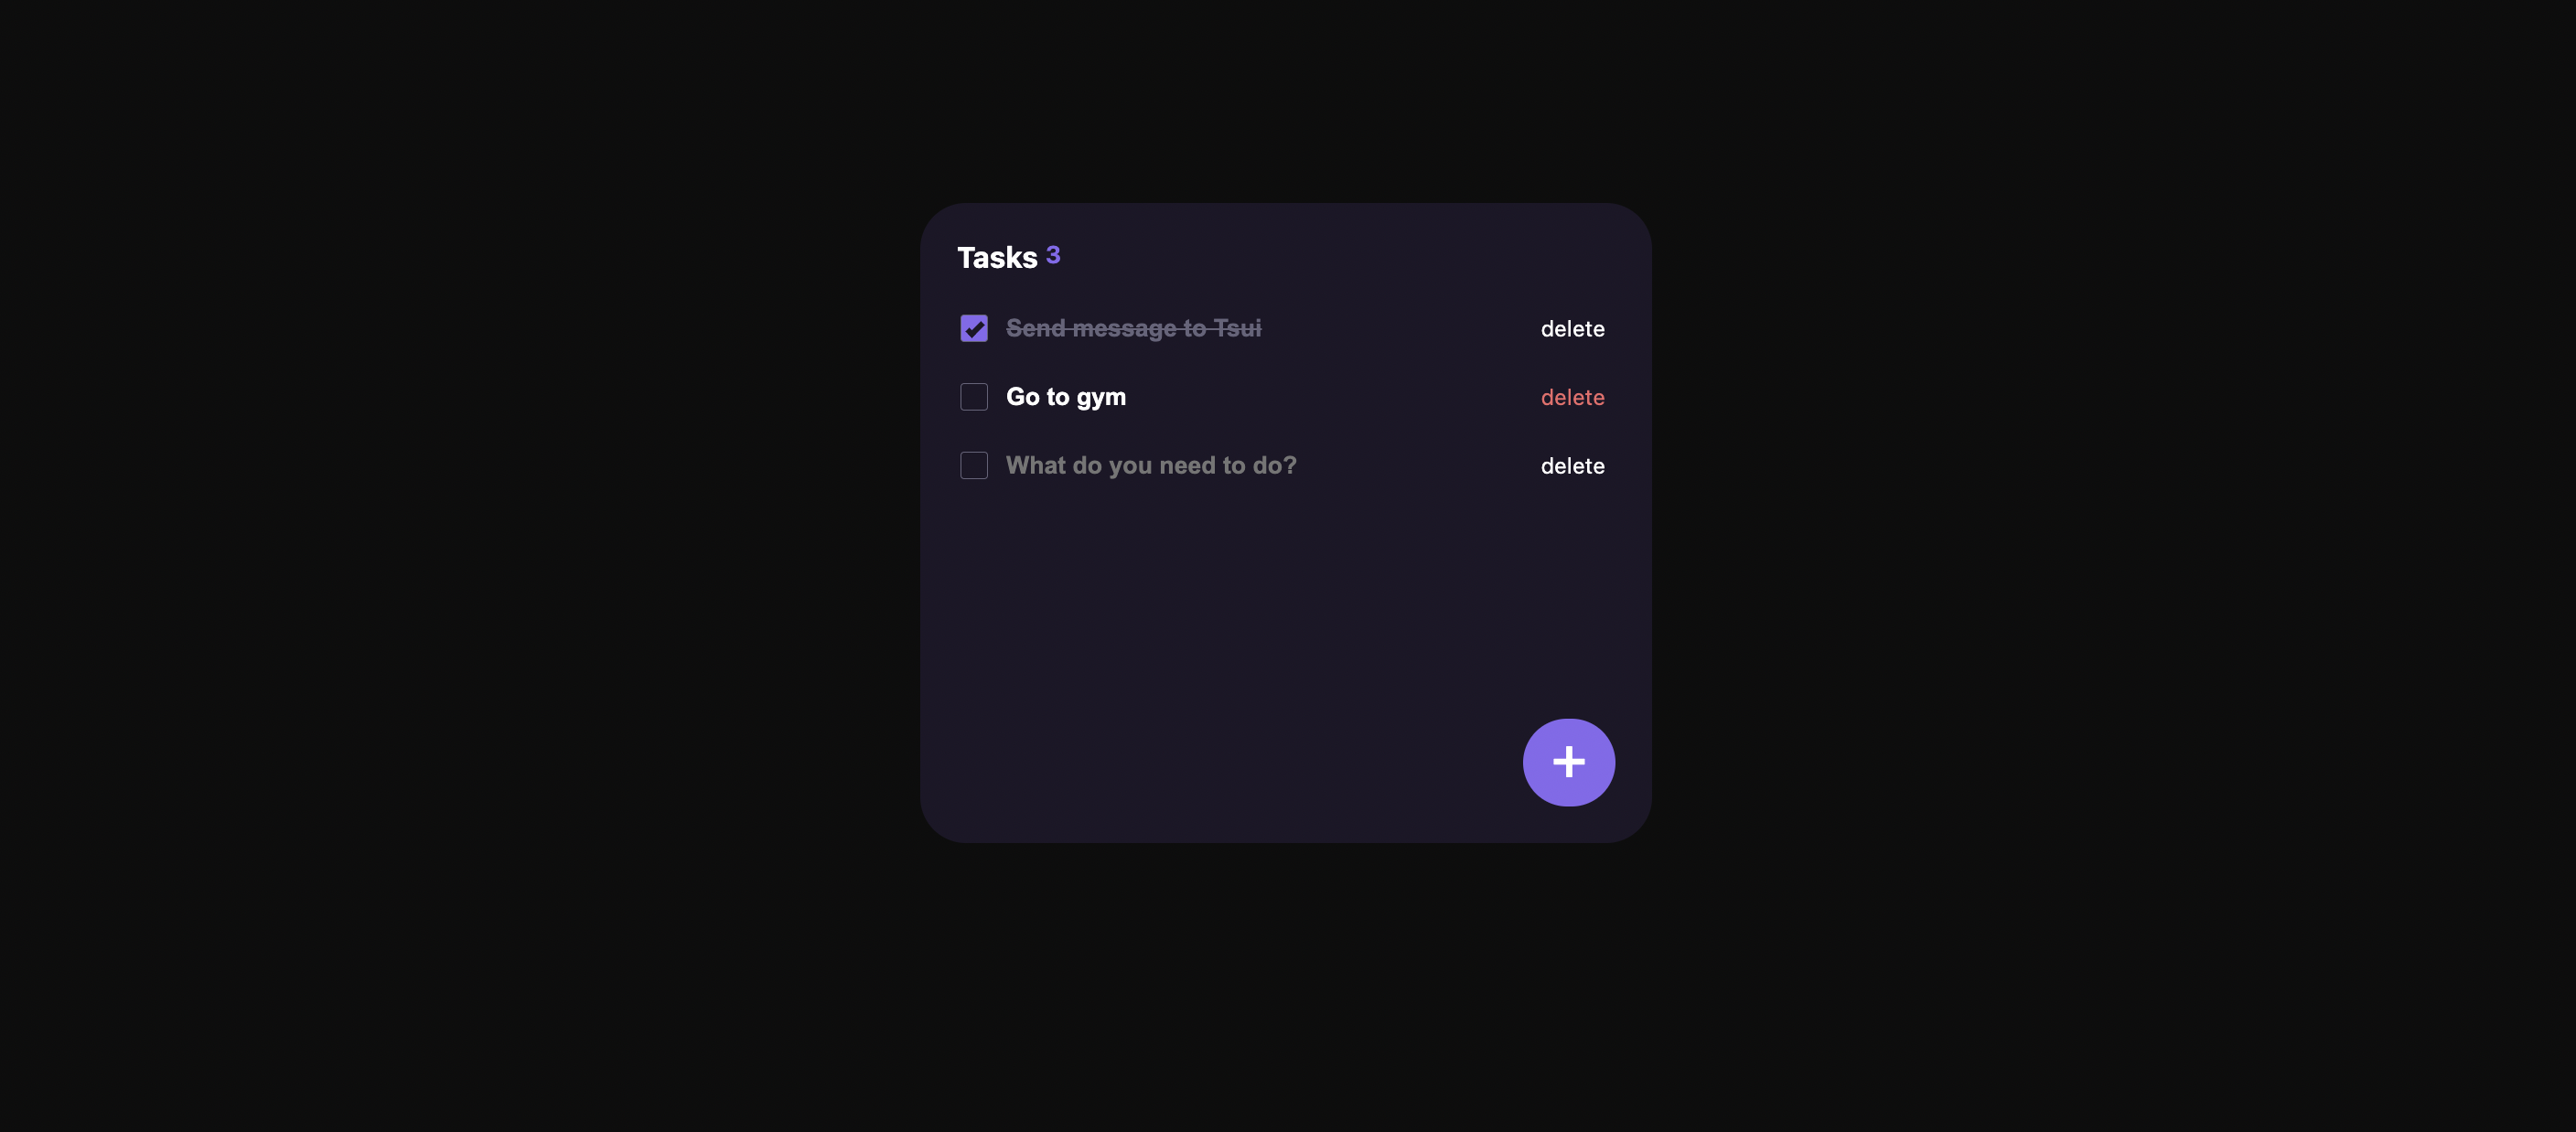 Tasks 3
Send message to Tsui delete
Go to gym delete
What do you need to do? delete
+